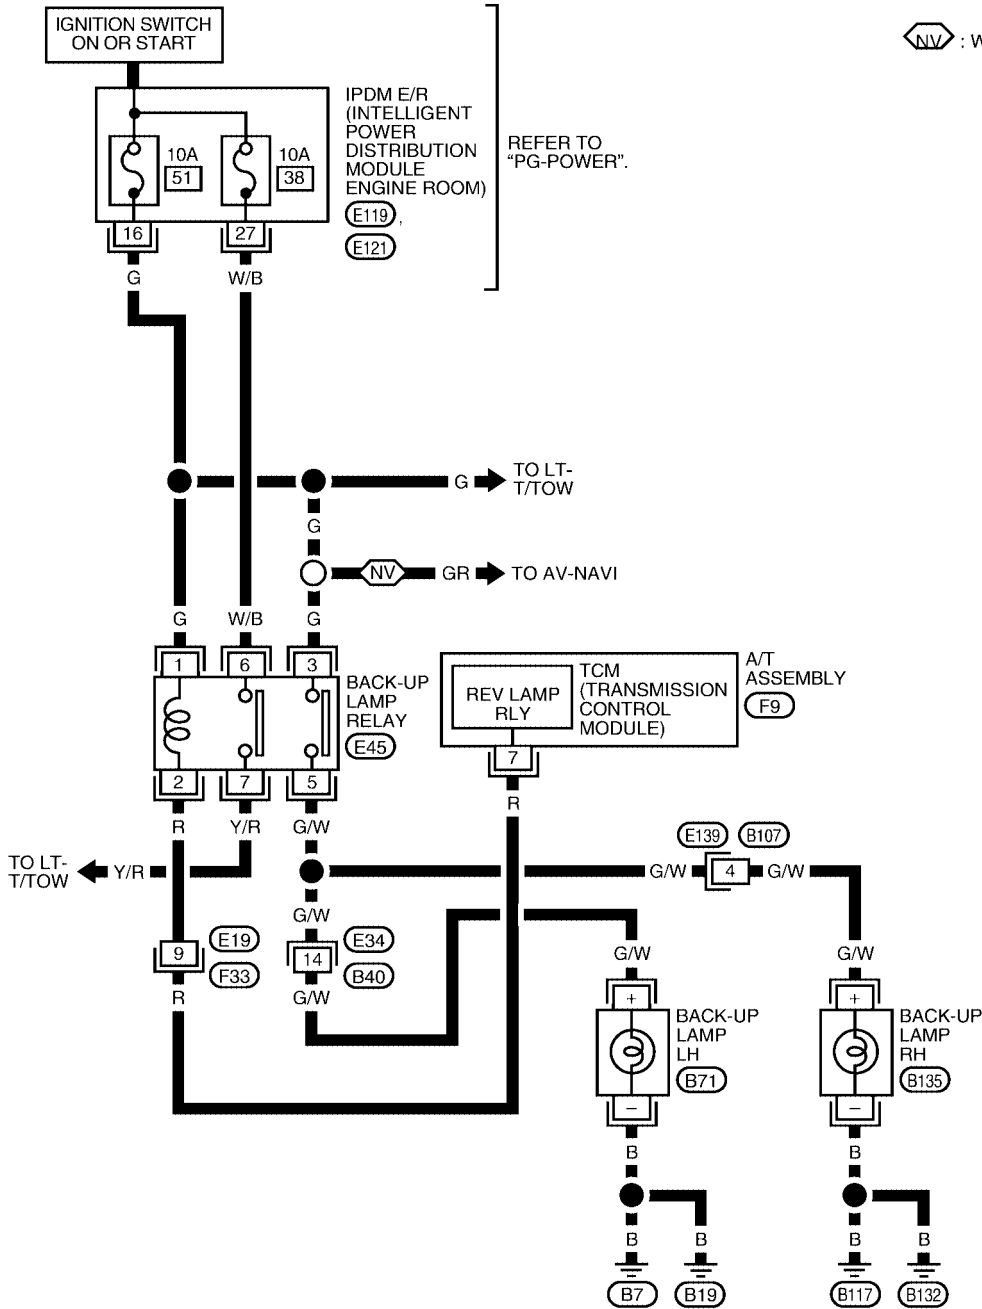 IGNITION SWITCH
ON OR START
NV : W
IPDM E/R
(INTELLIGENT
POWER
DISTRIBUTION
MODULE
ENGINE ROOM)
E119 ,
E121
REFER TO
“PG-POWER”.
10A
51
10A
38
16
27
G
W/B
G
TO LT-
T/TOW
G
NV
GR
TO AV-NAVI
G
W/B
G
1
6
3
BACK-UP
LAMP
RELAY
E45
REV LAMP
RLY
TCM
(TRANSMISSION
CONTROL
MODULE)
A/T
ASSEMBLY
F9
2
7
5
7
R
Y/R
G/W
R
TO LT-
T/TOW
Y/R
E139
B107
G/W
4
G/W
G/W
9
E19
F33
14
E34
B40
R
G/W
G/W
G/W
+
+
BACK-UP
LAMP
LH
B71
BACK-UP
LAMP
RH
B135
–
–
B
B
B
B
B
B
B7
B19
B117
B132